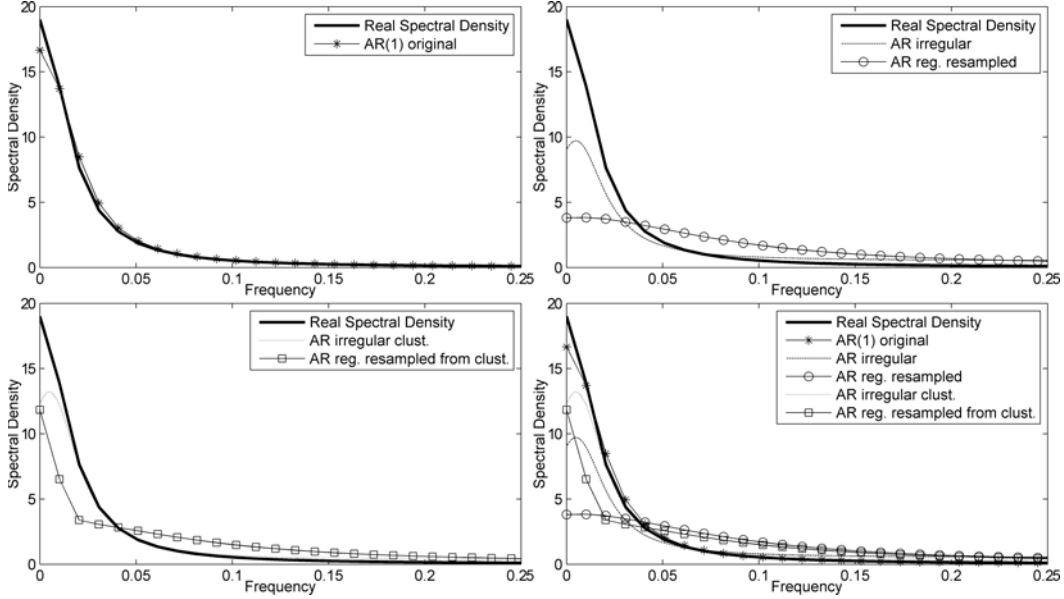 20
15
10
5
0
Spectral Density
Real Spectral Density
AR(1) original
0 0.05 0.1 0.15 0.2 0.25
Frequency
20
15
10
5
0
Spectral Density
Real Spectral Density
AR irregular
AR reg. resampled
0 0.05 0.1 0.15 0.2 0.25
Frequency
20
15
10
5
0
Spectral Density
Real Spectral Density
AR irregular clust.
AR reg. resampled from clust.
0 0.05 0.1 0.15 0.2 0.25
Frequency
20
15
10
5
0
Spectral Density
Real Spectral Density
AR(1) original
AR irregular
AR reg. resampled
AR irregular clust.
AR reg. resampled from clust.
0 0.05 0.1 0.15 0.2 0.25
Frequency